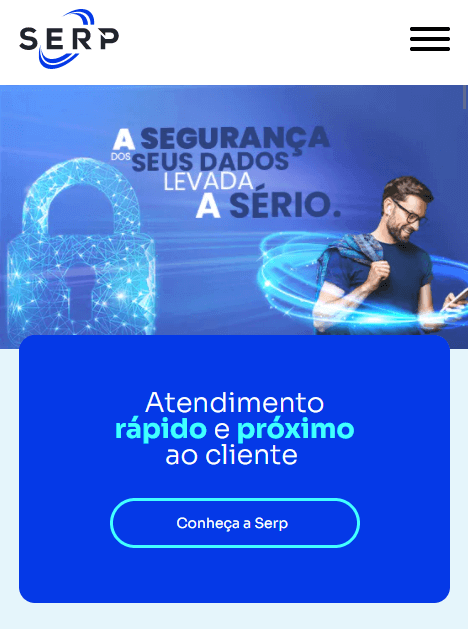 SERP
A SEGURANÇA
DOS SEUS DADOS
LEVADA
A SÉRIO.
Atendimento
rápido e próximo
ao cliente
Conheça a Serp